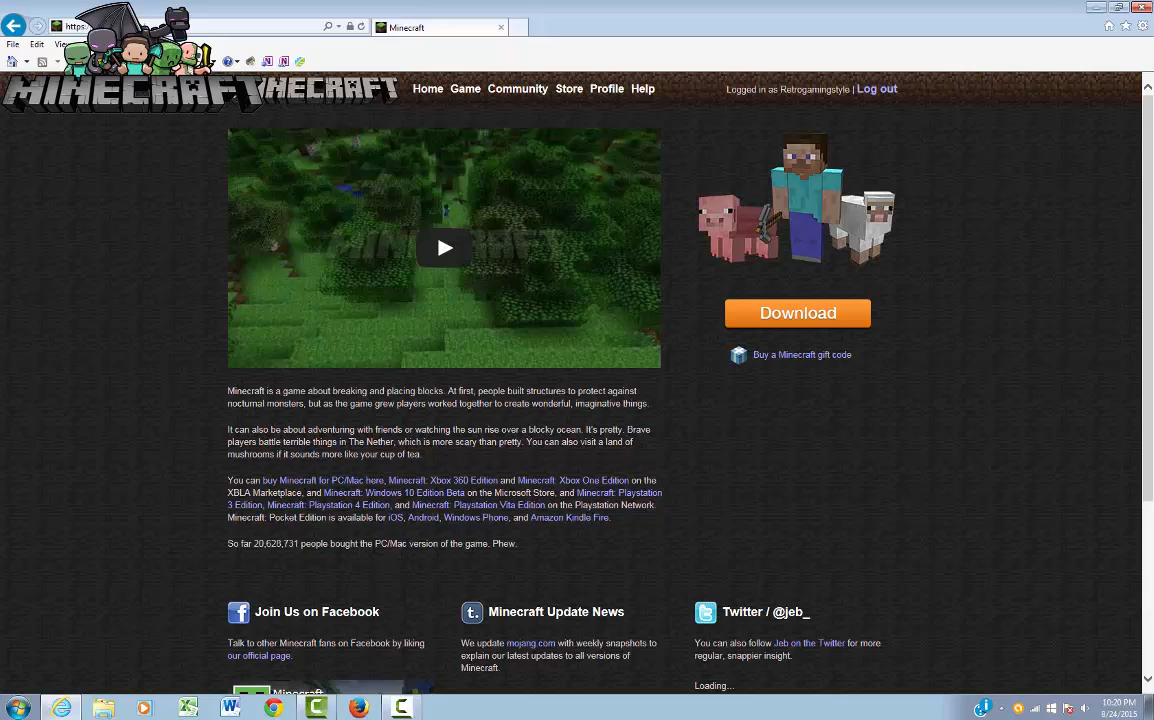 https:
Minecraft
File Edit
MINECRAFT
MINECRAFT
Home Game Community Store Profile Help
Logged in as Retrogamingstyle | Log out
MINECRAFT
Download
Buy a Minecraft gift code
Minecraft is a game about breaking and placing blocks. At first, people built structures to protect against
nocturnal monsters, but as the game grew players worked together to create wonderful, imaginative things.
It can also be about adventuring with friends or watching the sun rise over a blocky ocean. It's pretty. Brave
players battle terrible things in The Nether, which is more scary than pretty. You can also visit a land of
mushrooms if it sounds more like your cup of tea.
You can buy Minecraft for PC/Mac here, Minecraft: Xbox 360 Edition and Minecraft: Xbox One Edition on the
XBLA Marketplace, and Minecraft: Windows 10 Edition Beta on the Microsoft Store, and Minecraft: Playstation
3 Edition, Minecraft: Playstation 4 Edition, and Minecraft: Playstation Vita Edition on the Playstation Network.
Minecraft: Pocket Edition is available for iOS, Android, Windows Phone, and Amazon Kindle Fire.
So far 20,628,731 people bought the PC/Mac version of the game. Phew.
Join Us on Facebook
Talk to other Minecraft fans on Facebook by liking
our official page.
Minecraft
Minecraft Update News
We update mojang.com with weekly snapshots to
explain our latest updates to all versions of
Minecraft.
Twitter / @jeb_
You can also follow Jeb on the Twitter for more
regular, snappier insight.
Loading...
10:20 PM
8/24/2015